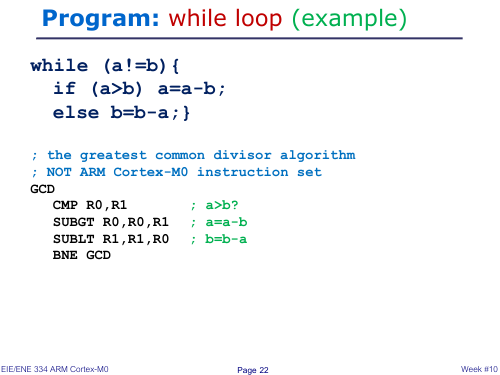 Program: while loop (example)
while (a!=b){
if (a>b) a=a-b;
else b=b-a;}
; the greatest common divisor algorithm
; NOT ARM Cortex-M0 instruction set
GCD
CMP R0,R1 ; a>b?
SUBGT R0,R0,R1 ; a=a-b
SUBLT R1,R1,R0 ; b=b-a
BNE GCD
EIE/ENE 334 ARM Cortex-M0 Page 22 Week #10